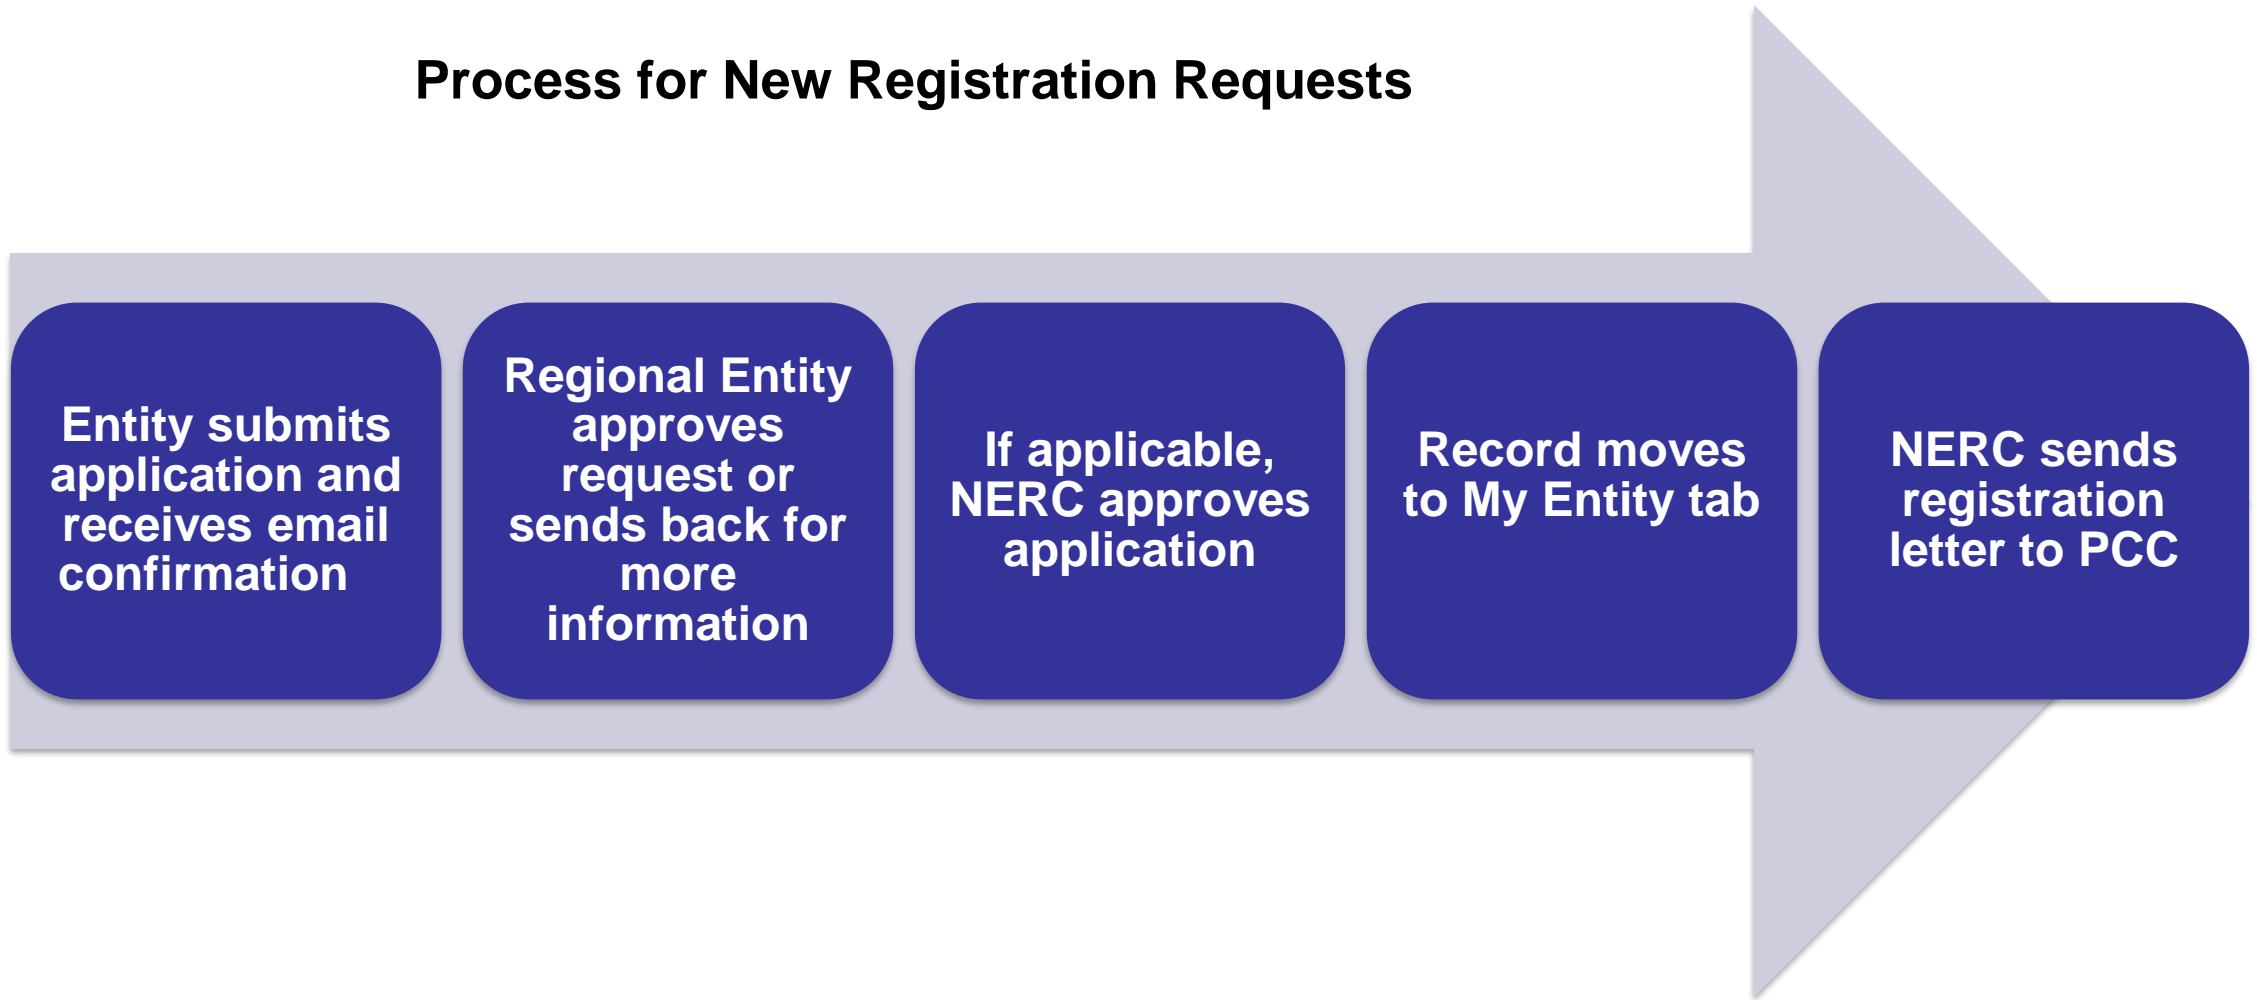 Process for New Registration Requests
Entity submits
application and
receives email
confirmation
Regional Entity
approves
request or
sends back for
more
information
If applicable,
NERC approves
application
Record moves
to My Entity tab
NERC sends
registration
letter to PCC